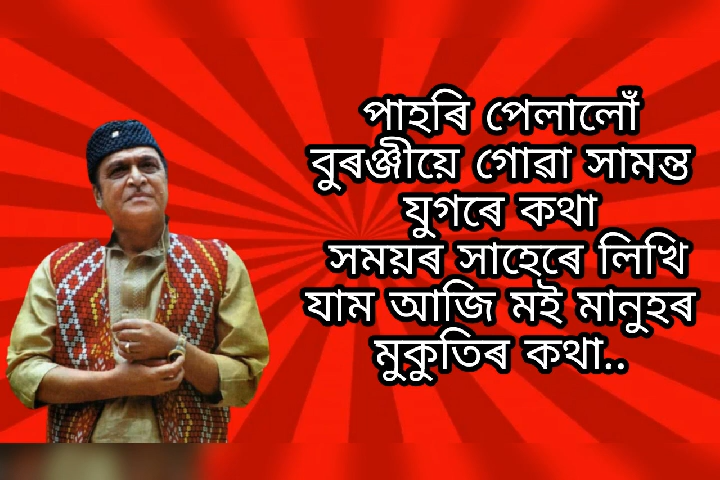 পাহৰি পেলালোঁ
বুৰঞ্জীয়ে গোৱা সামন্ত
যুগৰে কথা
সময়ৰ সাহেৰে লিখি
যাম আজি মই মানুহৰ
মুকুতিৰ কথা..